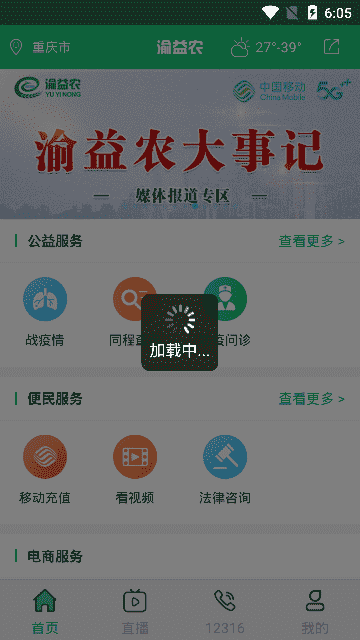 6:05
重庆市
渝益农
27°-39°
渝益农
YU YI NONG
中国移动
China Mobile
5G+
渝益农大事记
媒体报道专区
公益服务
查看更多 >
战疫情
同程
问诊
加载中...
便民服务
查看更多 >
移动充值
看视频
法律咨询
电商服务
首页
直播
12316
我的